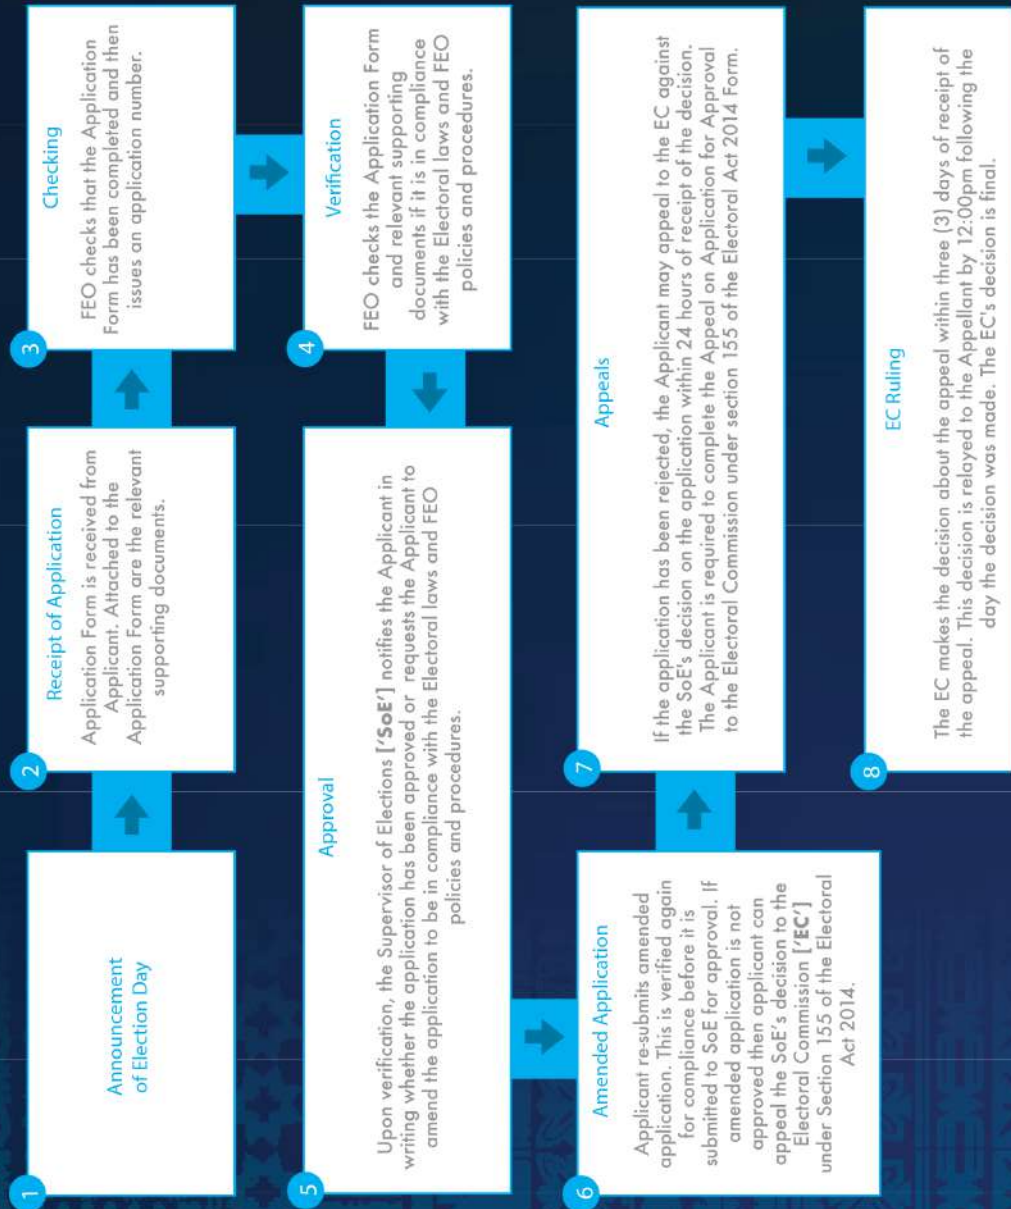 1
Announcement
of Election Day
2
Receipt of Application
Application Form is received from
Applicant. Attached to the
Application Form are the relevant
supporting documents.
3
Checking
FEO checks that the Application
Form has been completed and then
issues an application number.
4
Verification
FEO checks the Application Form
and relevant supporting
documents if it is in compliance
with the Electoral laws and FEO
policies and procedures.
5
Approval
Upon verification, the Supervisor of Elections ['SoE'] notifies the Applicant in
writing whether the application has been approved or requests the Applicant to
amend the application to be in compliance with the Electoral laws and FEO
policies and procedures.
6
Amended Application
Applicant re-submits amended
application. This is verified again
for compliance before it is
submitted to SoE for approval. If
amended application is not
approved then applicant can
appeal the SoE's decision to the
Electoral Commission ['EC']
under Section 155 of the Electoral
Act 2014.
7
Appeals
If the application has been rejected, the Applicant may appeal to the EC against
the SoE's decision on the application within 24 hours of receipt of the decision.
The Applicant is required to complete the Appeal on Application for Approval
to the Electoral Commission under section 155 of the Electoral Act 2014 Form.
8
EC Ruling
The EC makes the decision about the appeal within three (3) days of receipt of
the appeal. This decision is relayed to the Appellant by 12:00pm following the
day the decision was made. The EC's decision is final.